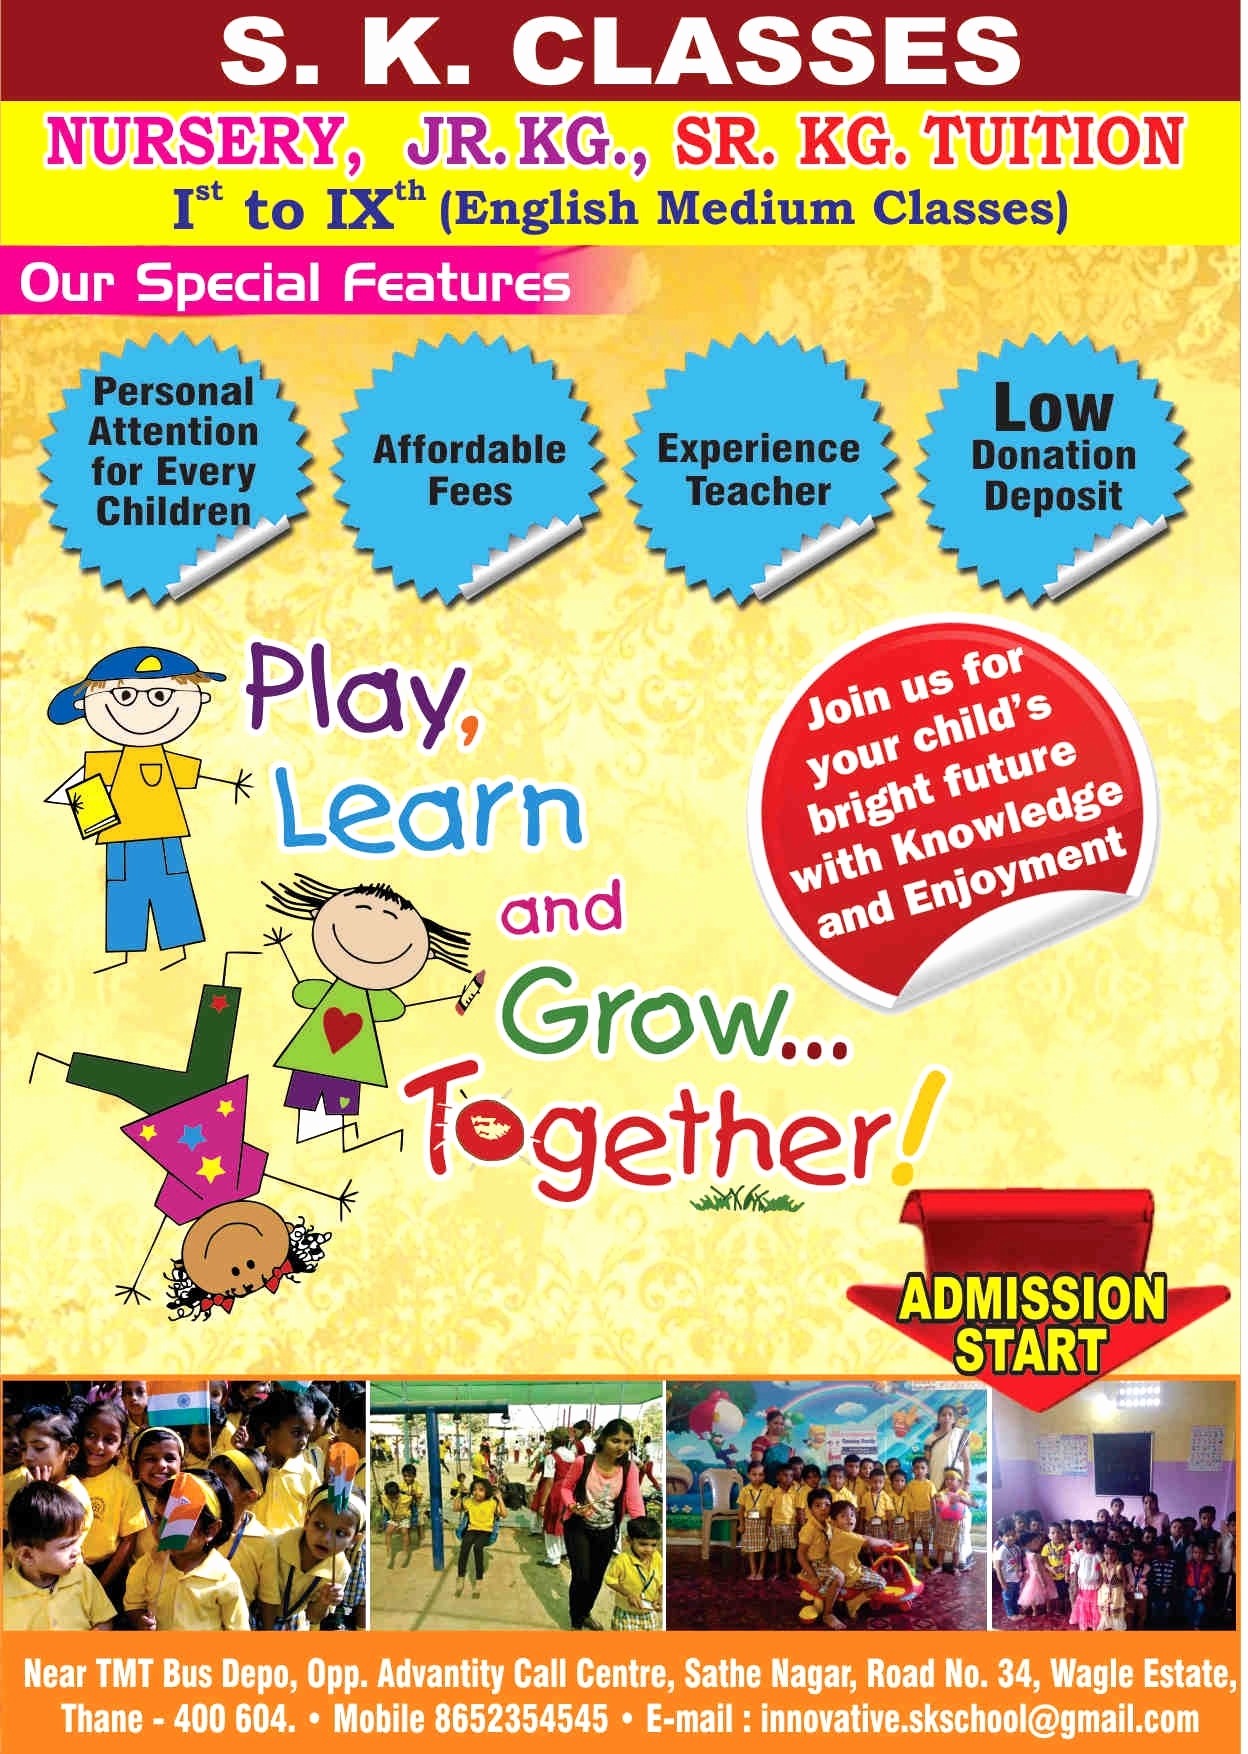 S. K. CLASSES
NURSERY, JR. KG., SR. KG. TUITION
Ist to IXth (English Medium Classes)
Our Special Features
Personal
Attention
for Every
Children
Affordable
Fees
Experience
Teacher
Low
Donation
Deposit
Play,
Learn
and
Grow...
Together!
Join us for
your child's
bright future
with Knowledge
and Enjoyment
ADMISSION
START
Near TMT Bus Depo, Opp. Advantity Call Centre, Sathe Nagar, Road No. 34, Wagle Estate,
Thane - 400 604. • Mobile 8652354545 • E-mail : innovative.skschool@gmail.com